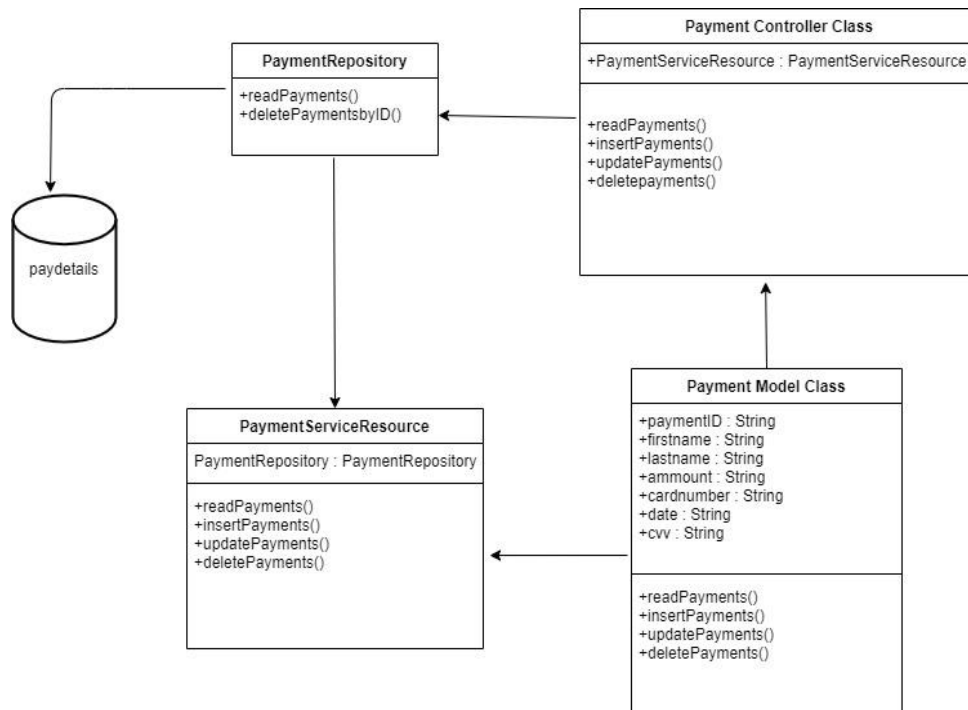 Payment Controller Class
+PaymentServiceResource : PaymentServiceResource
+readPayments()
+insertPayments()
+updatePayments()
+deletepayments()
PaymentRepository
+readPayments()
+deletePaymentsbyID()
paydetails
PaymentServiceResource
PaymentRepository : PaymentRepository
+readPayments()
+insertPayments()
+updatePayments()
+deletePayments()
Payment Model Class
+paymentID : String
+firstname : String
+lastname : String
+ammount : String
+cardnumber : String
+date : String
+cvv : String
+readPayments()
+insertPayments()
+updatePayments()
+deletePayments()